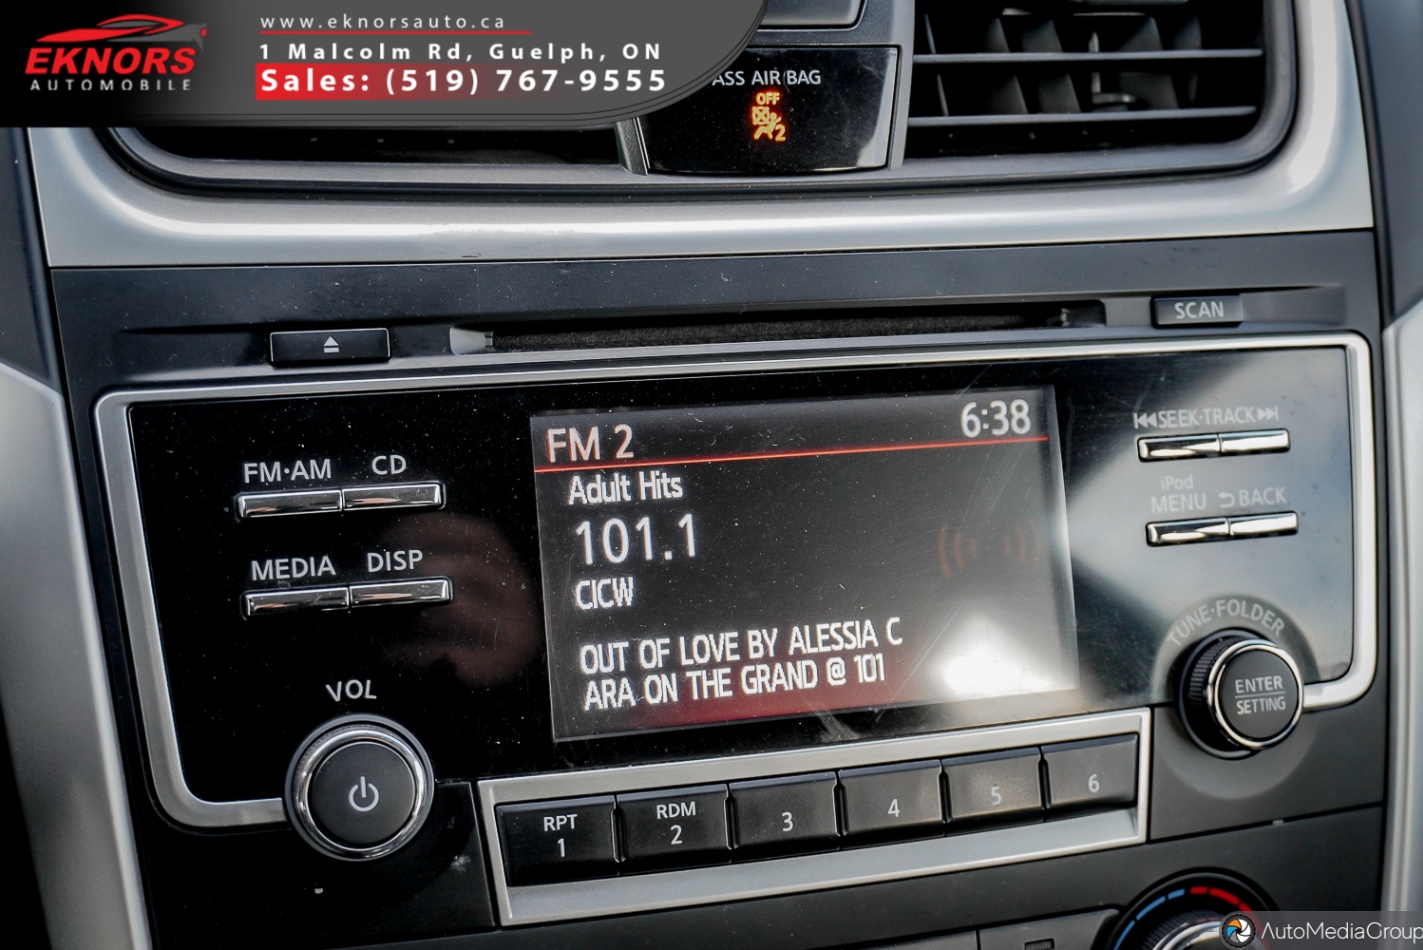 EKNORS
AUTOMOBILE
www.eknorsauto.ca
1 Malcolm Rd, Guelph, ON
Sales: (519) 767-9555
ASS AIR BAG
OFF
2
SCAN
FM 2
6:38
Adult Hits
101.1
CICW
OUT OF LOVE BY ALESSIA C
ARA ON THE GRAND @ 101
FM·AM
CD
MEDIA
DISP
VOL
SEEK·TRACK
iPod
MENU
BACK
TUNE·FOLDER
ENTER
SETTING
RPT
1
RDM
2
3
4
5
6
AutoMediaGroup